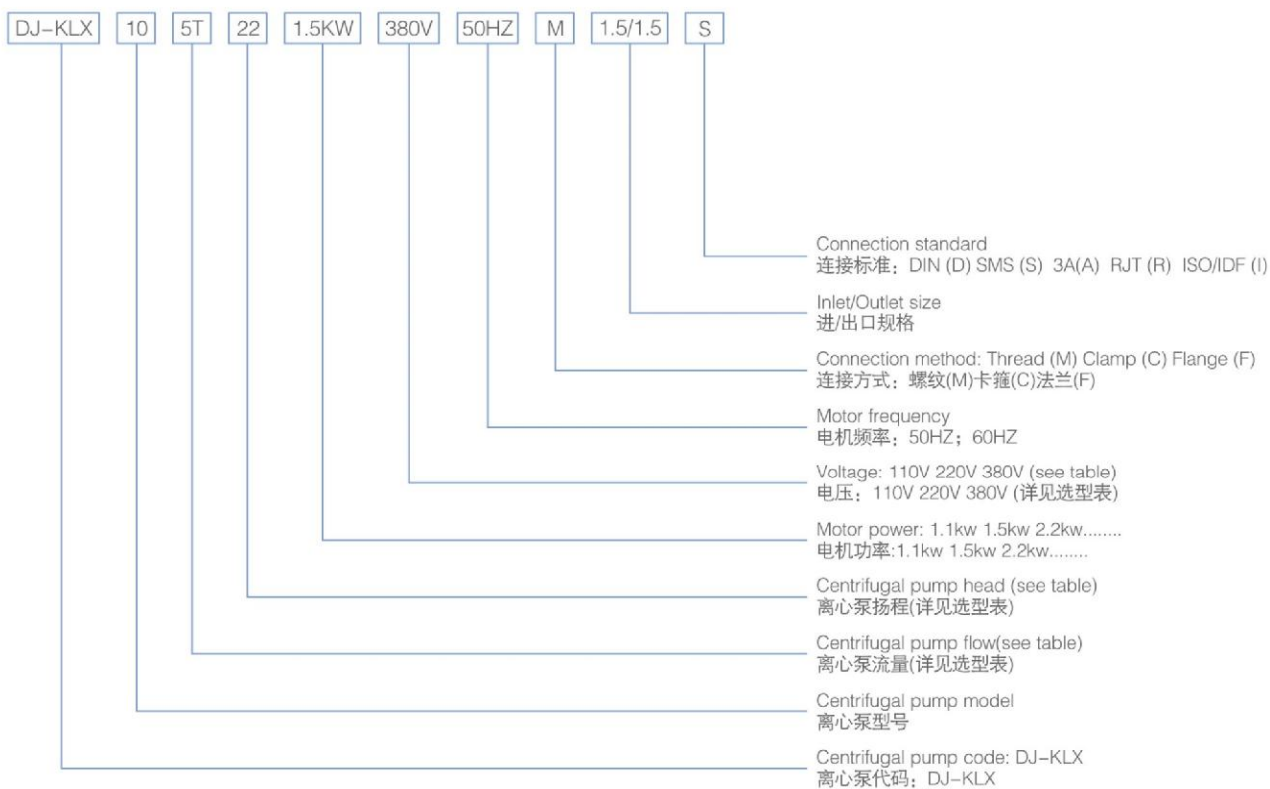 DJ-KLX 10 5T 22 1.5KW 380V 50HZ M 1.5/1.5 S
Connection standard
连接标准：DIN (D) SMS (S) 3A(A) RJT (R) ISO/IDF (I)
Inlet/Outlet size
进/出口规格
Connection method: Thread (M) Clamp (C) Flange (F)
连接方式：螺纹(M)卡箍(C)法兰(F)
Motor frequency
电机频率：50HZ；60HZ
Voltage: 110V 220V 380V (see table)
电压：110V 220V 380V (详见选型表)
Motor power: 1.1kw 1.5kw 2.2kw........
电机功率:1.1kw 1.5kw 2.2kw........
Centrifugal pump head (see table)
离心泵扬程(详见选型表)
Centrifugal pump flow(see table)
离心泵流量(详见选型表)
Centrifugal pump model
离心泵型号
Centrifugal pump code: DJ-KLX
离心泵代码：DJ-KLX